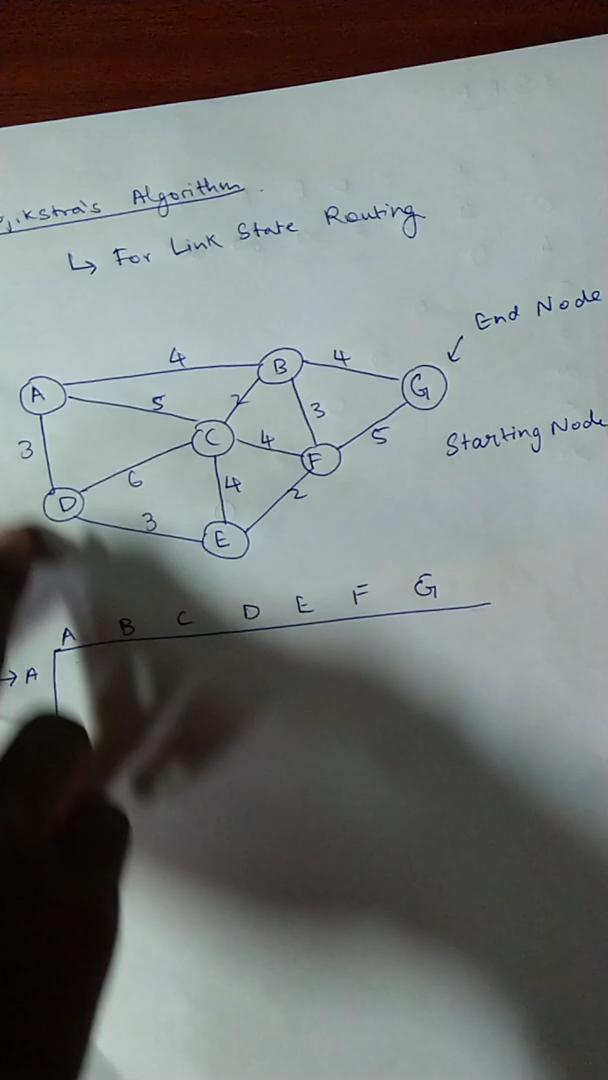 Djikstra's Algorithm.
↳ For Link State Routing
End Node
4
B
4
A
5
2
G
3
C
4
3
5
Starting Node
F
6
4
D
2
3
E
A B C D E F G
→ A